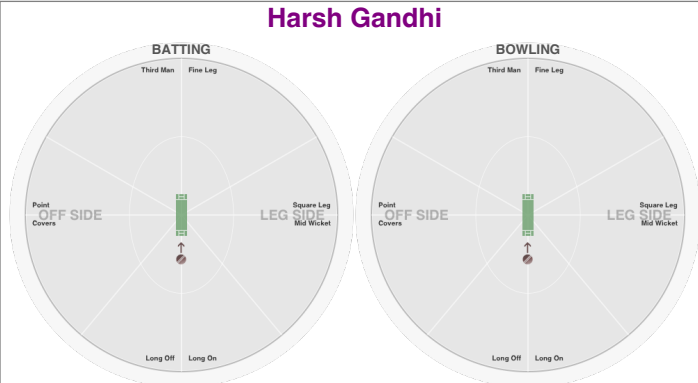 Harsh Gandhi
BATTING
Third Man Fine Leg
Point
OFF SIDE
Covers
Square Leg
LEG SIDE
Mid Wicket
Long Off Long On
BOWLING
Third Man Fine Leg
Point
OFF SIDE
Covers
Square Leg
LEG SIDE
Mid Wicket
Long Off Long On